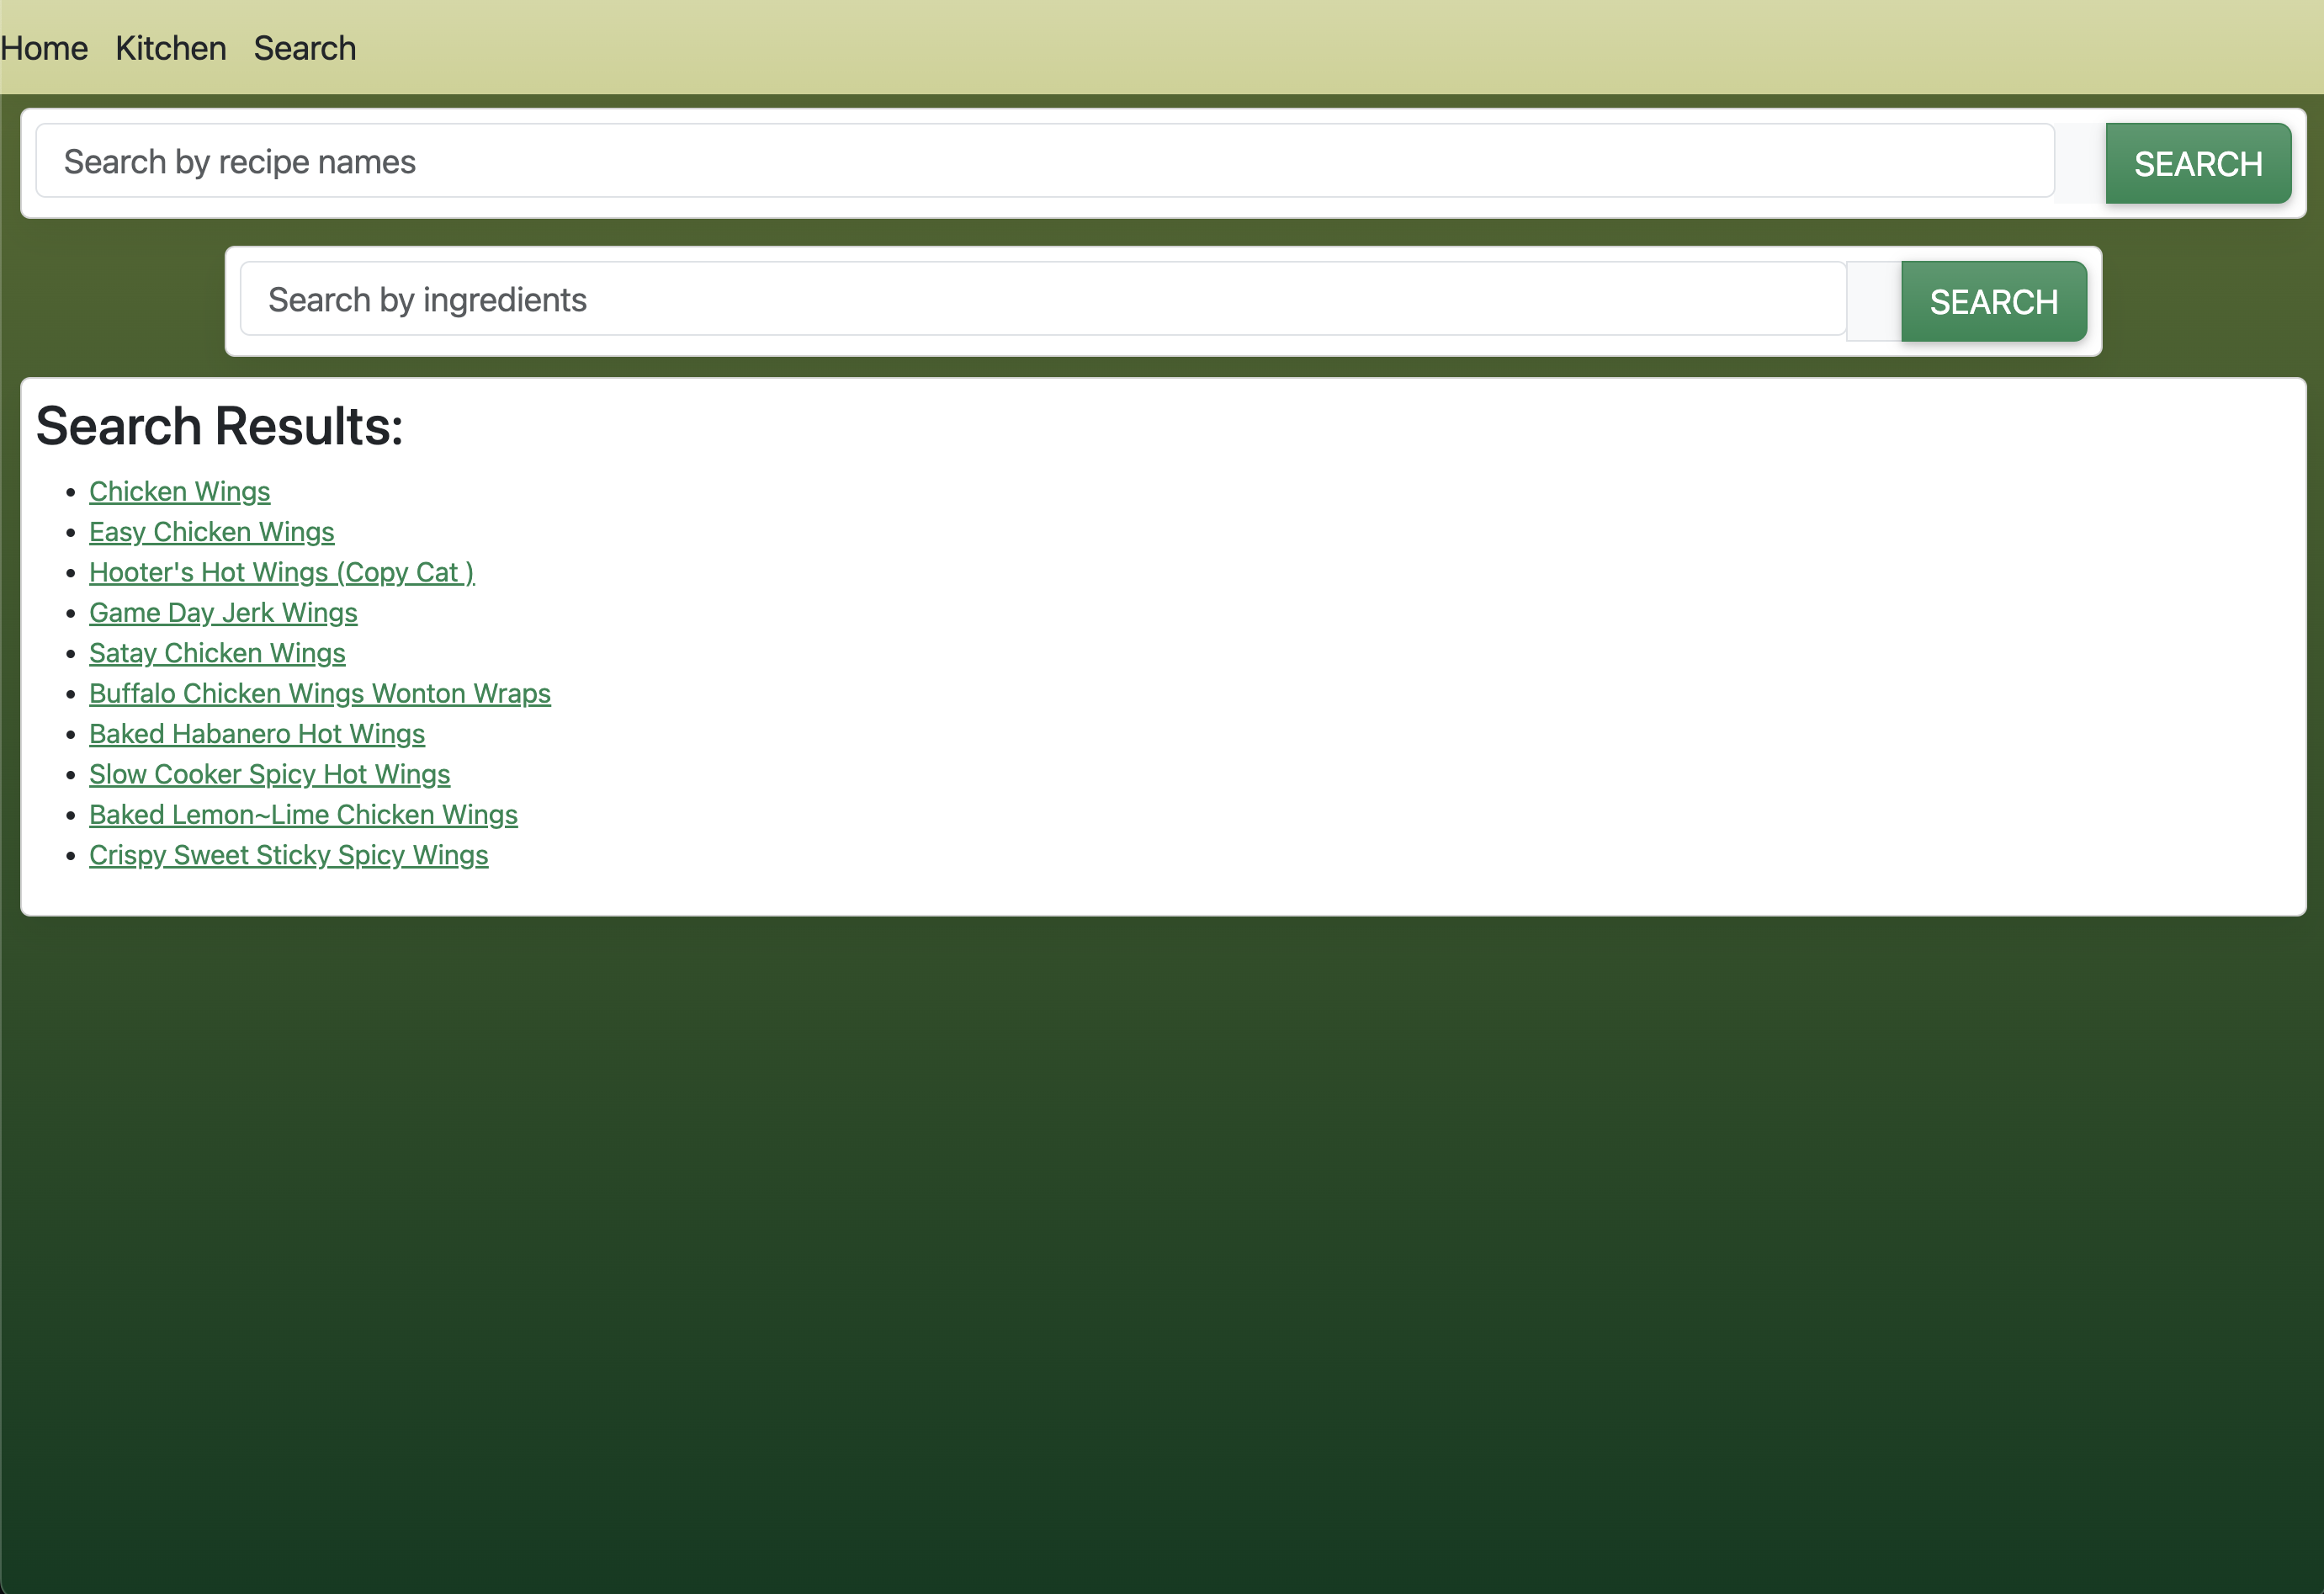 Home Kitchen Search
Search by recipe names SEARCH
Search by ingredients SEARCH
Search Results:
Chicken Wings
Easy Chicken Wings
Hooter's Hot Wings (Copy Cat )
Game Day Jerk Wings
Satay Chicken Wings
Buffalo Chicken Wings Wonton Wraps
Baked Habanero Hot Wings
Slow Cooker Spicy Hot Wings
Baked Lemon~Lime Chicken Wings
Crispy Sweet Sticky Spicy Wings